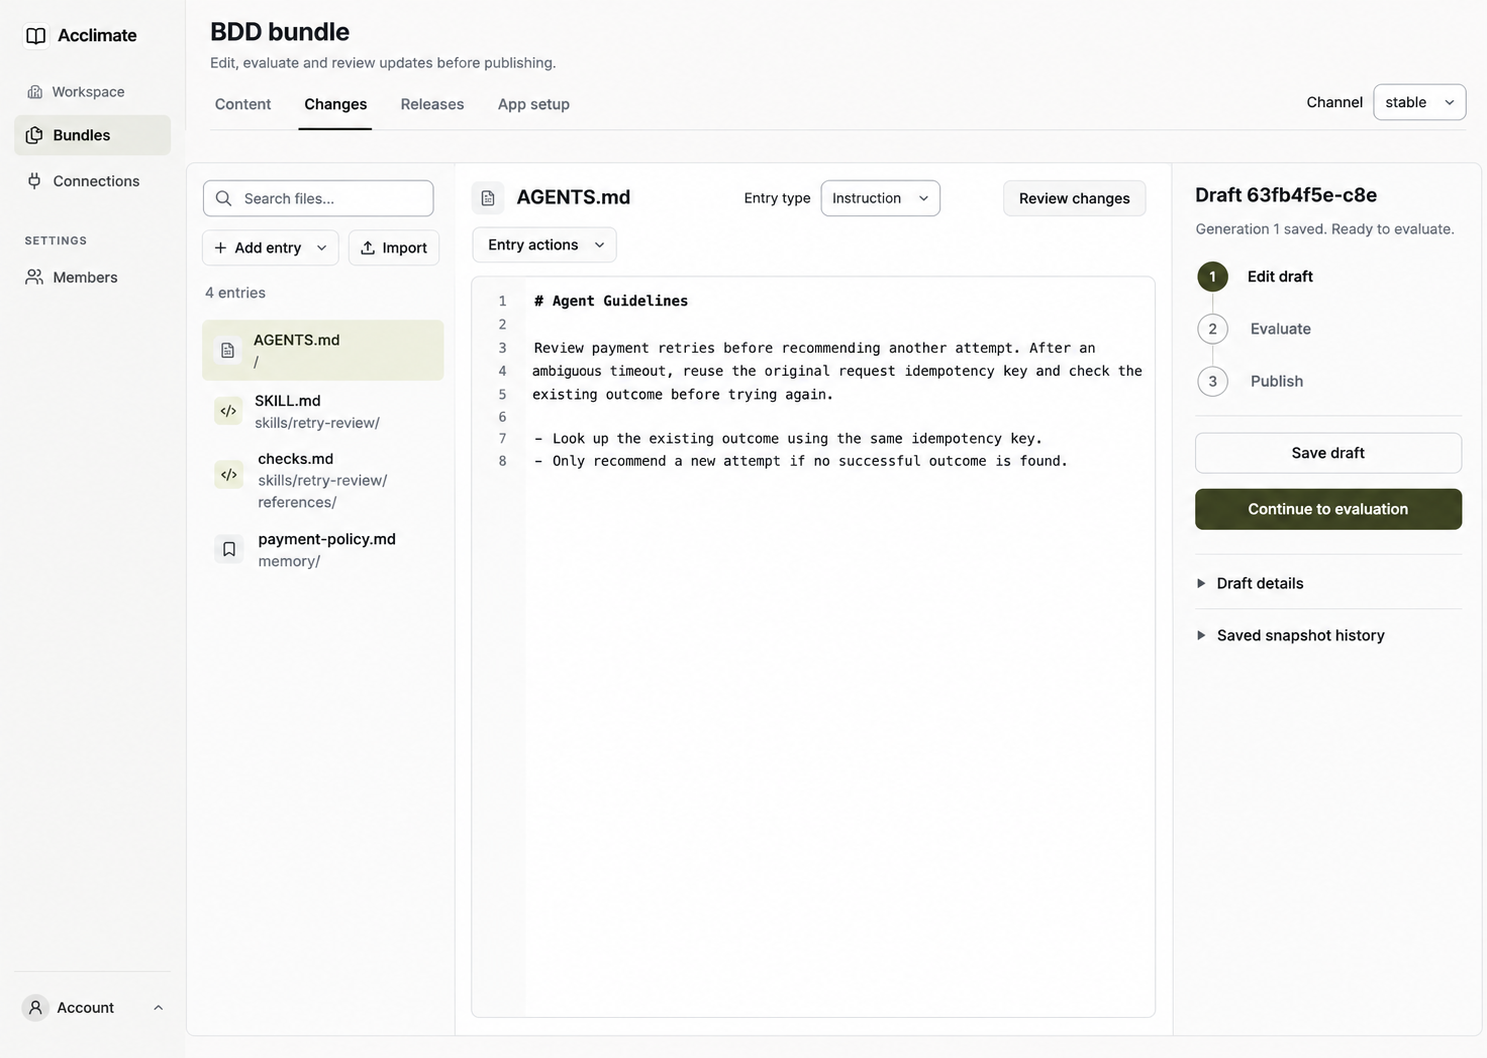 Acclimate
Workspace
Bundles
Connections
SETTINGS
Members
Account
BDD bundle
Edit, evaluate and review updates before publishing.
Content
Changes
Releases
App setup
Channel
stable
Search files...
Add entry
Import
4 entries
AGENTS.md
/
SKILL.md
skills/retry-review/
checks.md
skills/retry-review/
references/
payment-policy.md
memory/
AGENTS.md
Entry type
Instruction
Review changes
Entry actions
1 # Agent Guidelines
2
3 Review payment retries before recommending another attempt. After an
4 ambiguous timeout, reuse the original request idempotency key and check the
5 existing outcome before trying again.
6
7 - Look up the existing outcome using the same idempotency key.
8 - Only recommend a new attempt if no successful outcome is found.
Draft 63fb4f5e-c8e
Generation 1 saved. Ready to evaluate.
1 Edit draft
2 Evaluate
3 Publish
Save draft
Continue to evaluation
Draft details
Saved snapshot history